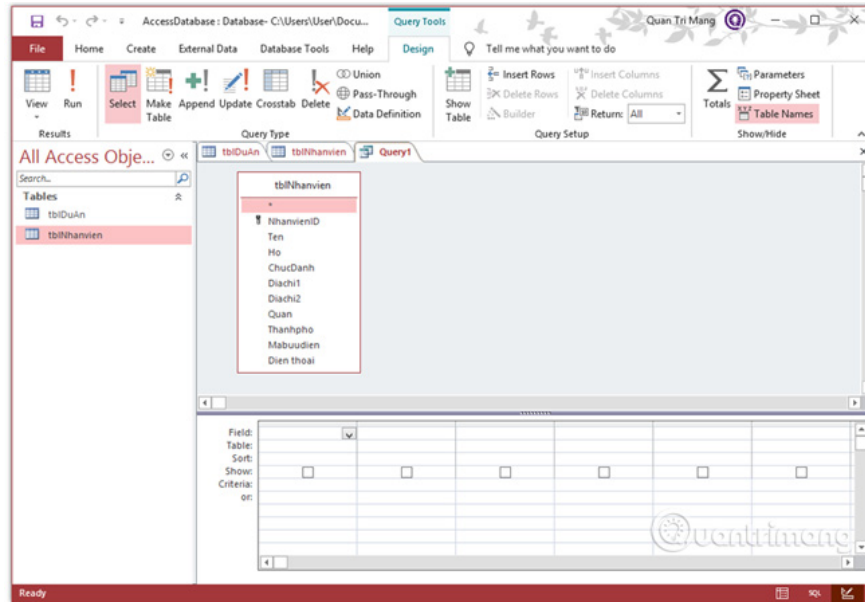 AccessDatabase : Database- C:\Users\User\Docu...
Query Tools
Quan Tri Mang
File Home Create External Data Database Tools Help Design Tell me what you want to do
View Run Select Make Table Append Update Crosstab Delete
Union
Pass-Through
Data Definition
Show Table
Insert Rows
Delete Rows
Builder
Insert Columns
Delete Columns
Return: All
Totals
Parameters
Property Sheet
Table Names
Results Query Type Query Setup Show/Hide
All Access Obje...
Search...
Tables
tblDuAn
tblNhanvien
tblDuAn tblNhanvien Query1
tblNhanvien
*
NhanvienID
Ten
Ho
ChucDanh
Diachi1
Diachi2
Quan
Thanhpho
Mabuudien
Dien thoai
Field:
Table:
Sort:
Show:
Criteria:
or:
Quantrimang
Ready
SQL